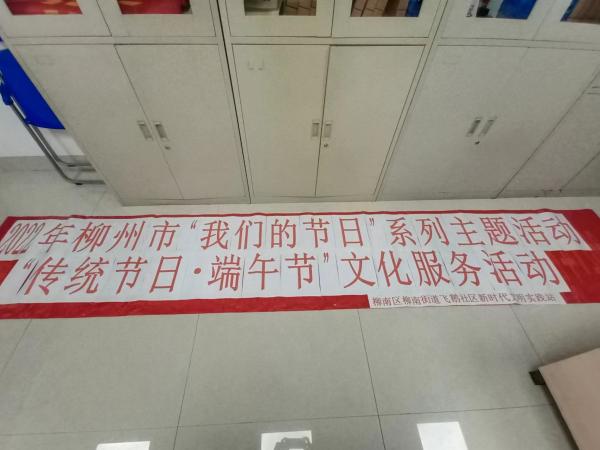 2022年柳州市“我们的节日”系列主题活动
“传统节日·端午节”文化服务活动
柳南区柳南街道飞鹅社区新时代文明实践站